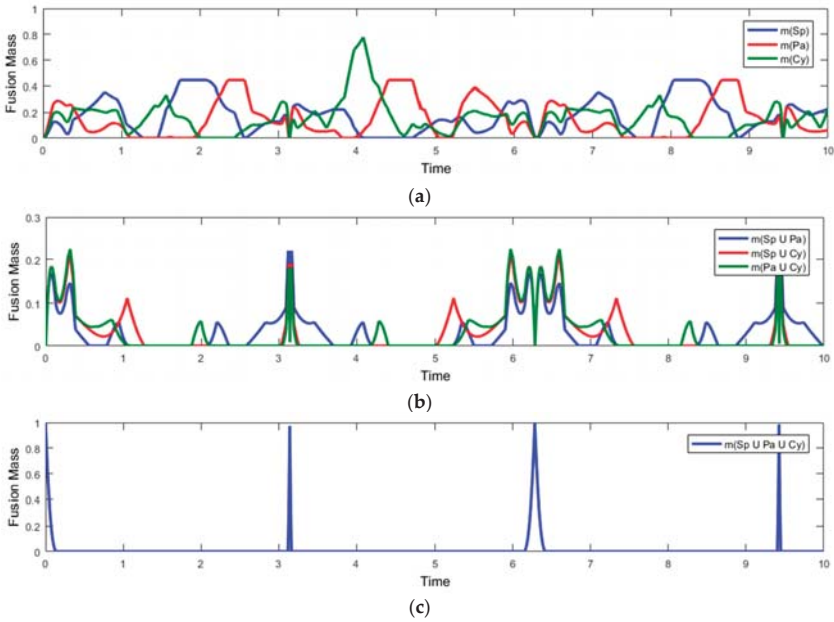 1
0.8
0.6
0.4
0.2
0
Fusion Mass
m(Sp)
m(Pa)
m(Cy)
0 1 2 3 4 5 6 7 8 9 10
Time
(a)
0.3
0.2
0.1
0
Fusion Mass
m(Sp U Pa)
m(Sp U Cy)
m(Pa U Cy)
0 1 2 3 4 5 6 7 8 9 10
Time
(b)
1
0.8
0.6
0.4
0.2
0
Fusion Mass
m(Sp U Pa U Cy)
0 1 2 3 4 5 6 7 8 9 10
Time
(c)